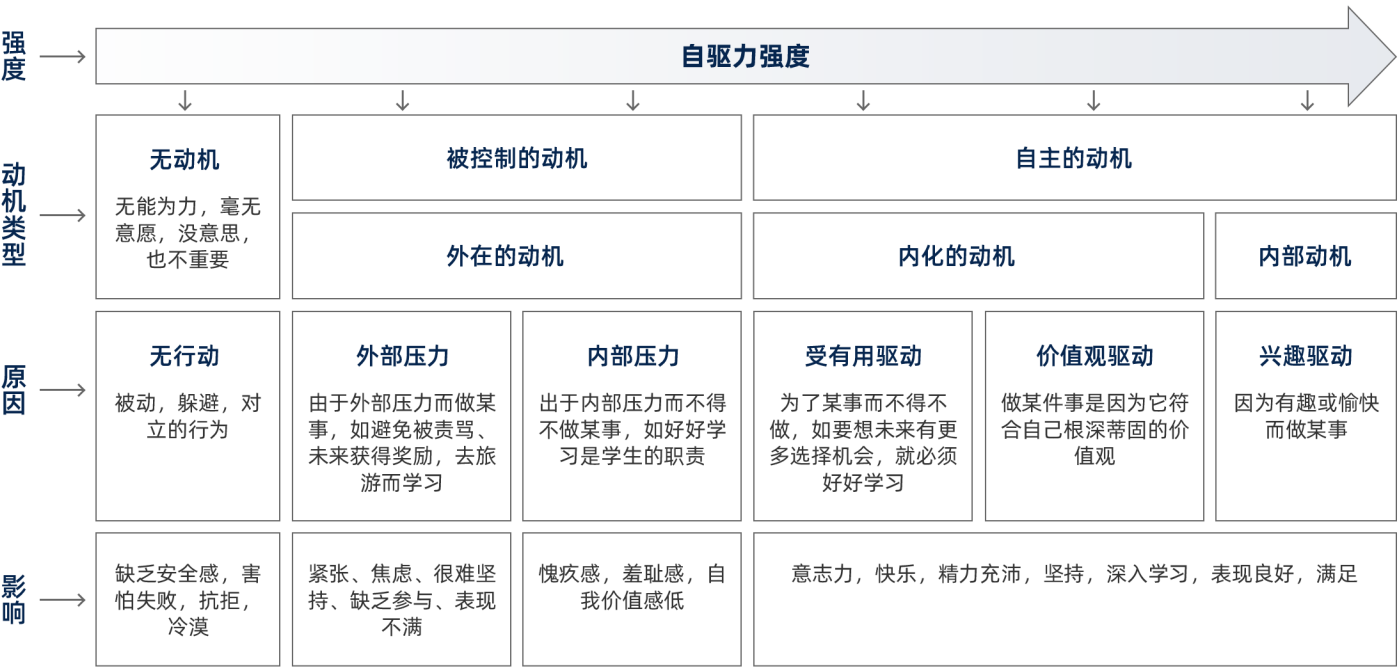 强度
自驱力强度
动机类型
无动机
无能为力，毫无
意愿，没意思，
也不重要
被控制的动机
自主的动机
外在的动机
内化的动机
内部动机
原因
无行动
被动，躲避，对
立的行为
外部压力
由于外部压力而做某
事，如避免被责骂、
未来获得奖励，去旅
游而学习
内部压力
出于内部压力而不得
不做某事，如好好学
习是学生的职责
受有用驱动
为了某事而不得不
做，如要想未来有更
多选择机会，就必须
好好学习
价值观驱动
做某件事是因为它符
合自己根深蒂固的价
值观
兴趣驱动
因为有趣或愉快
而做某事
影响
缺乏安全感，害
怕失败，抗拒，
冷漠
紧张、焦虑、很难坚
持、缺乏参与、表现
不满
愧疚感，羞耻感，自
我价值感低
意志力，快乐，精力充沛，坚持，深入学习，表现良好，满足